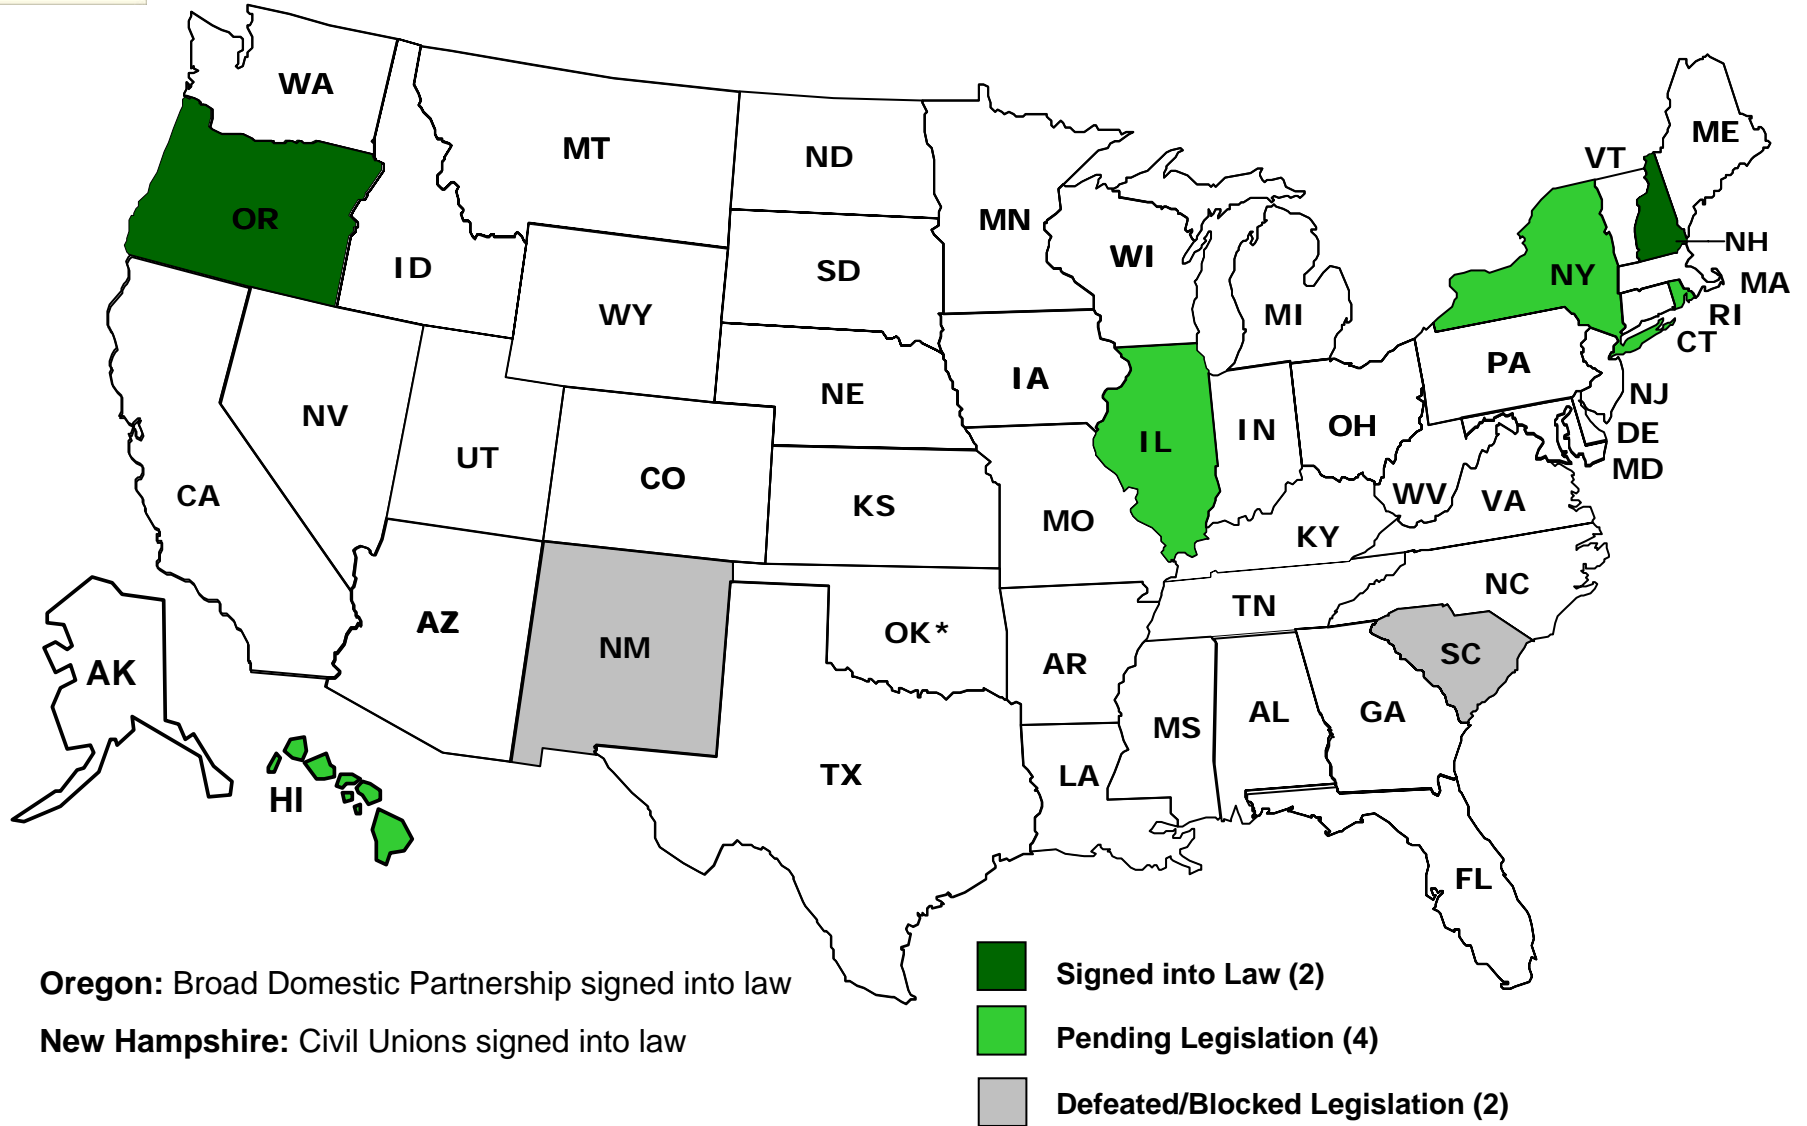 WA
MT
ND
MN
ME
VT
OR
ID
SD
WI
NH
NY
MA
WY
MI
RI
CT
PA
IA
NE
NJ
NV
IN
OH
IL
DE
UT
CO
MD
CA
KS
MO
WV
VA
KY
NC
TN
AZ
OK*
NM
SC
AR
AK
MS
AL
GA
TX
LA
HI
FL
Oregon: Broad Domestic Partnership signed into law
New Hampshire: Civil Unions signed into law
Signed into Law (2)
Pending Legislation (4)
Defeated/Blocked Legislation (2)